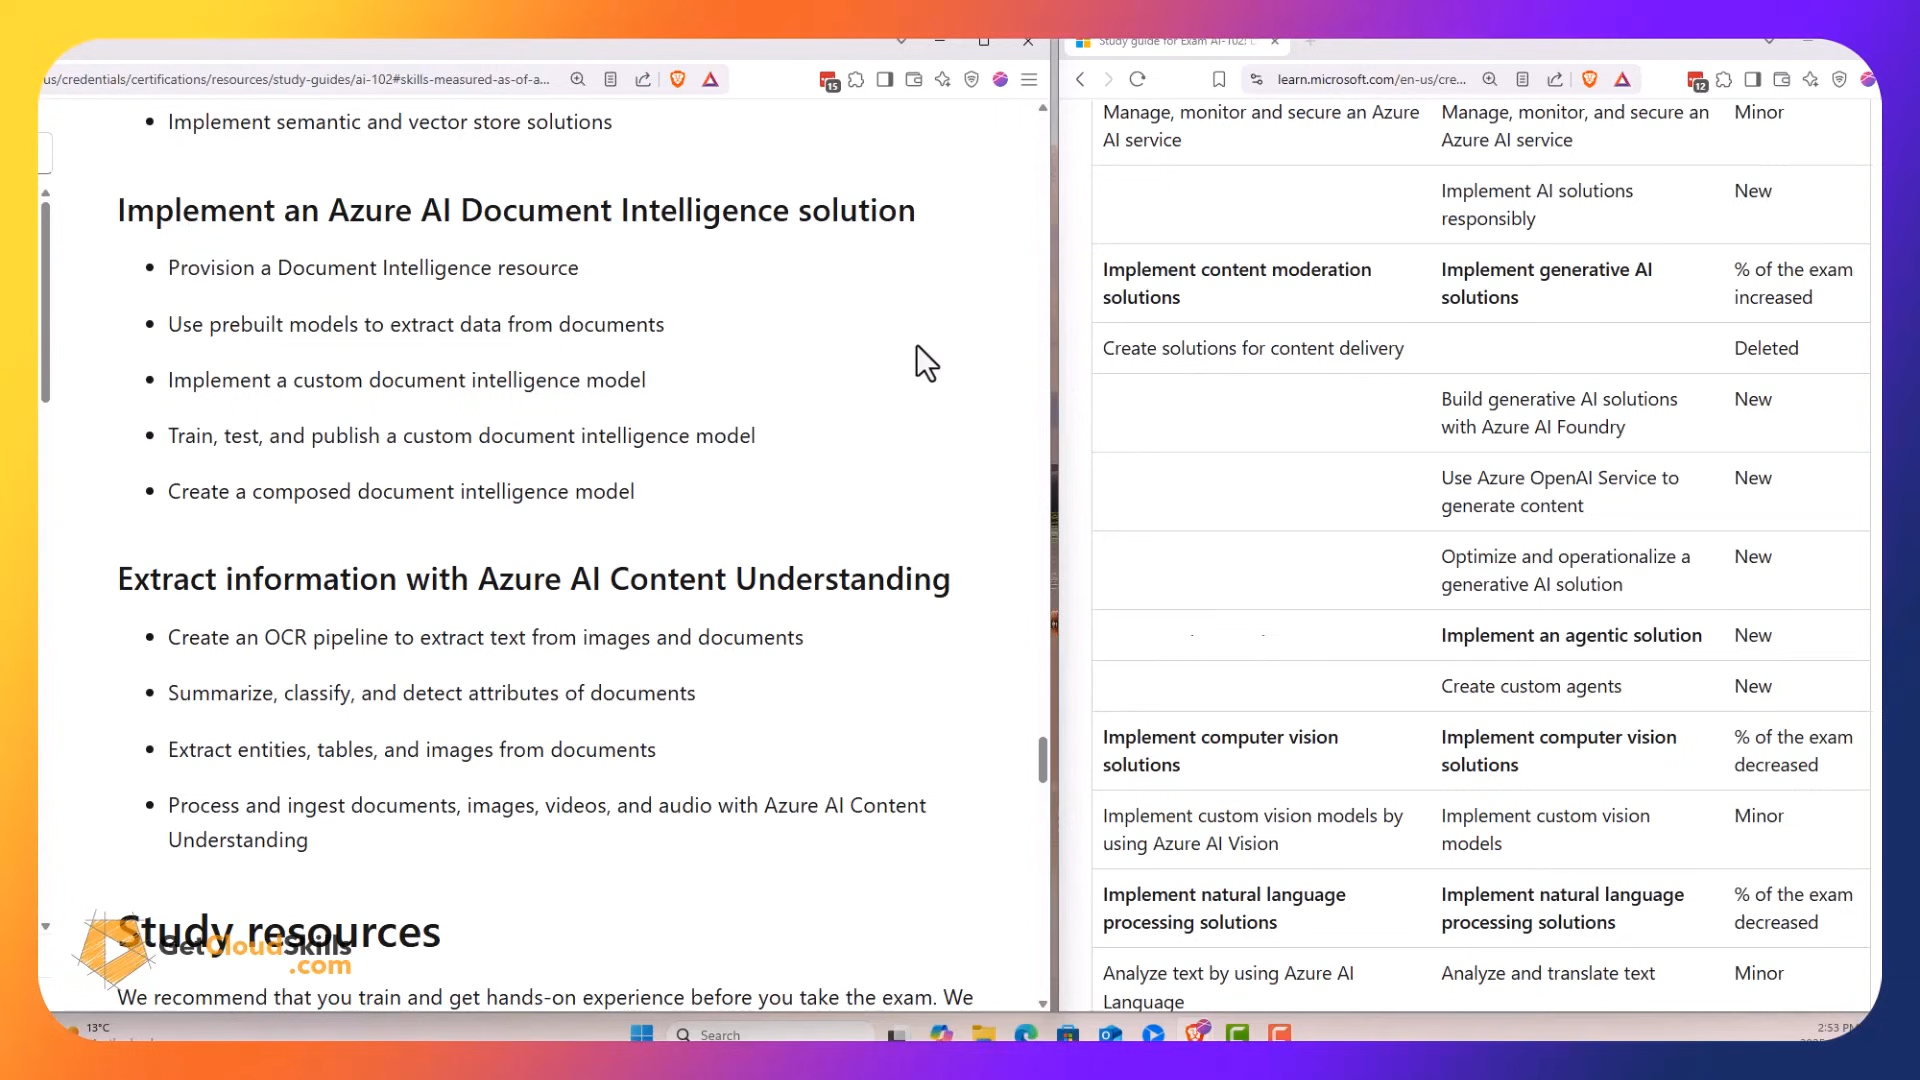 Study guide for Exam AI-102:
us/credentials/certifications/resources/study-guides/ai-102#skills-measured-as-of-a...
15
learn.microsoft.com/en-us/cre...
12
Implement semantic and vector store solutions
Implement an Azure AI Document Intelligence solution
Provision a Document Intelligence resource
Use prebuilt models to extract data from documents
Implement a custom document intelligence model
Train, test, and publish a custom document intelligence model
Create a composed document intelligence model
Extract information with Azure AI Content Understanding
Create an OCR pipeline to extract text from images and documents
Summarize, classify, and detect attributes of documents
Extract entities, tables, and images from documents
Process and ingest documents, images, videos, and audio with Azure AI Content
Understanding
Study resources
GetCloudSkills
.com
We recommend that you train and get hands-on experience before you take the exam. We
Manage, monitor and secure an Azure
AI service
Manage, monitor, and secure an
Azure AI service
Minor
Implement AI solutions
responsibly
New
Implement content moderation
solutions
Implement generative AI
solutions
% of the exam
increased
Create solutions for content delivery
Deleted
Build generative AI solutions
with Azure AI Foundry
New
Use Azure OpenAI Service to
generate content
New
Optimize and operationalize a
generative AI solution
New
Implement an agentic solution
New
Create custom agents
New
Implement computer vision
solutions
Implement computer vision
solutions
% of the exam
decreased
Implement custom vision models by
using Azure AI Vision
Implement custom vision
models
Minor
Implement natural language
processing solutions
Implement natural language
processing solutions
% of the exam
decreased
Analyze text by using Azure AI
Language
Analyze and translate text
Minor
13°C
Search
2:53 PM